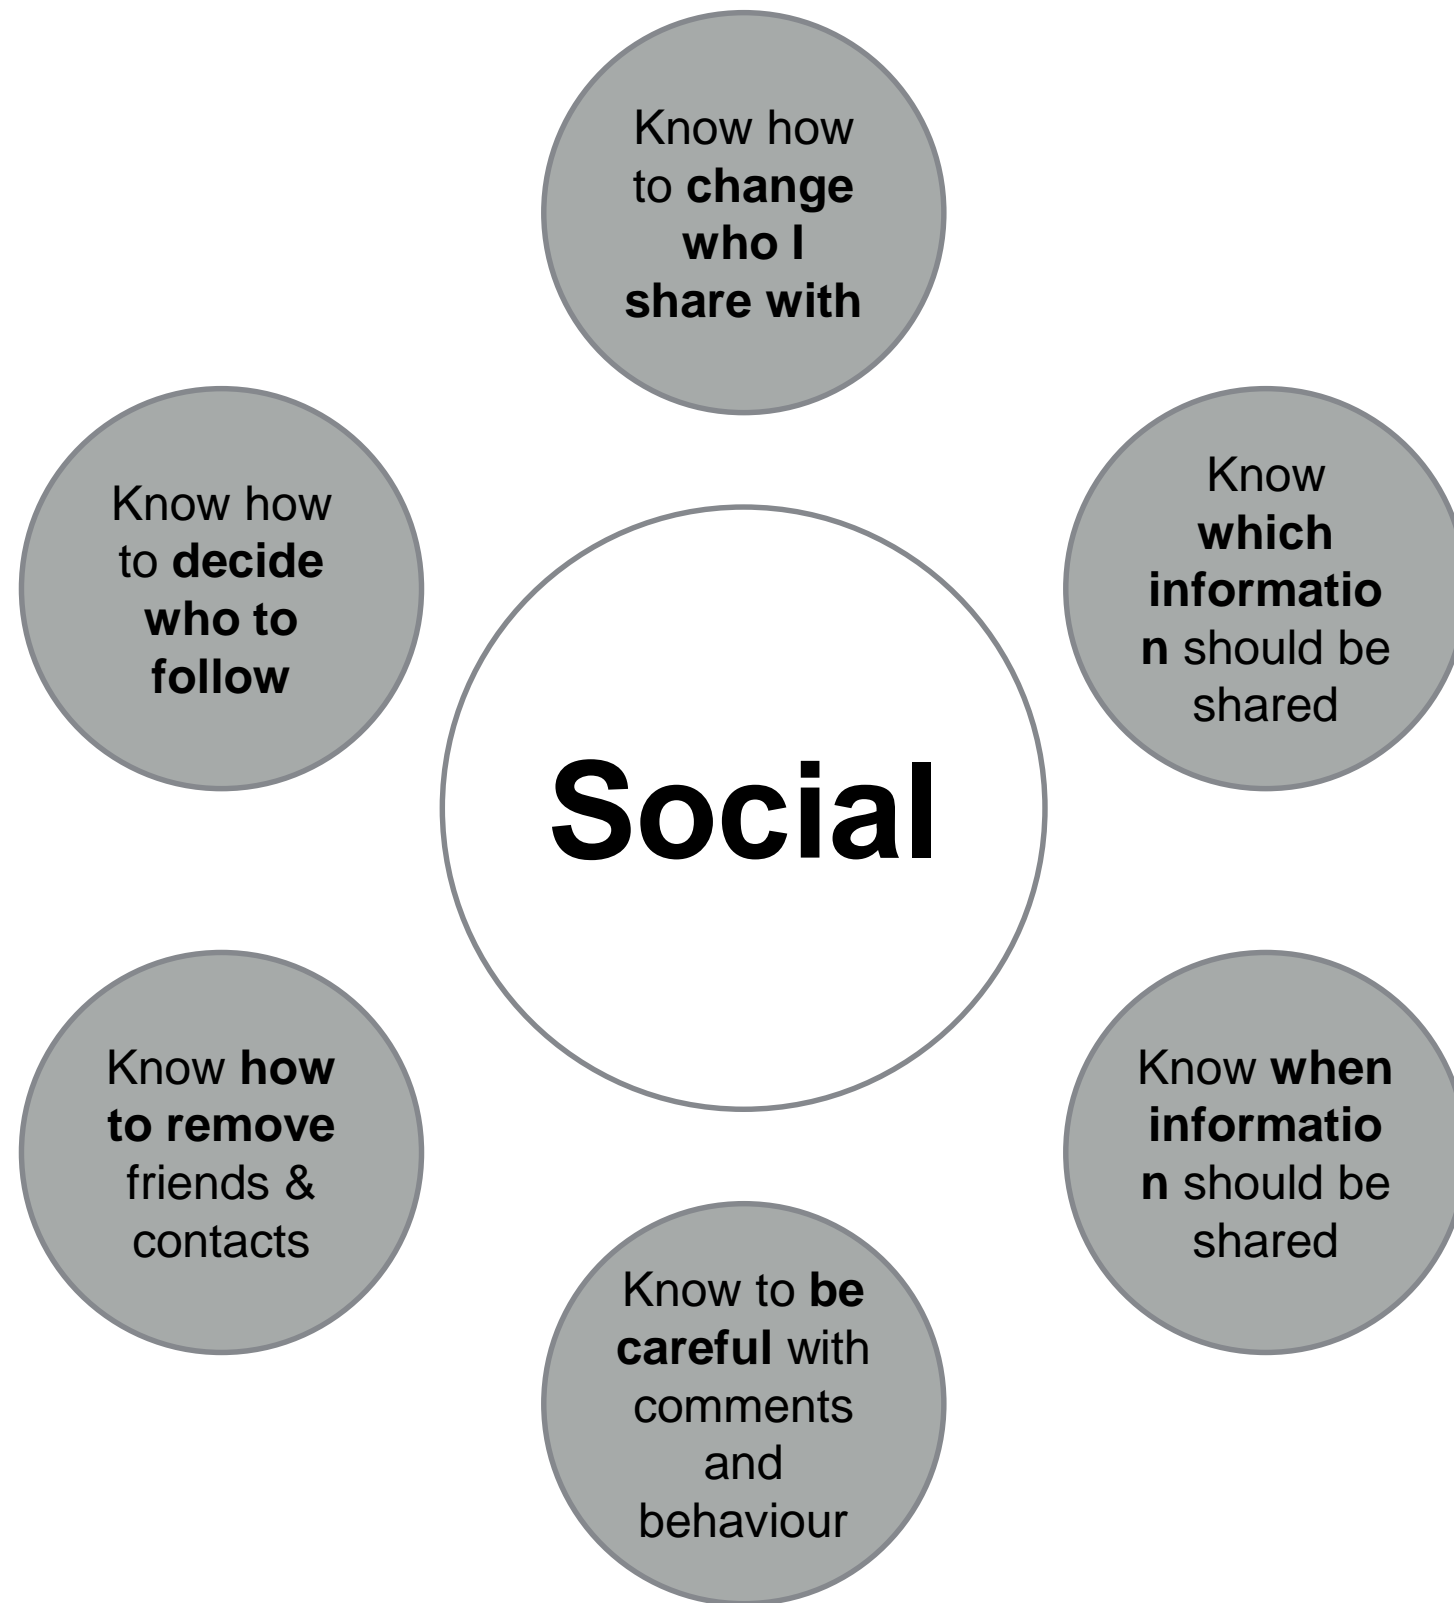 Know how
to change
who I
share with
Know how
to decide
who to
follow
Know
which
informatio
n should be
shared
Social
Know how
to remove
friends &
contacts
Know when
informatio
n should be
shared
Know to be
careful with
comments
and
behaviour